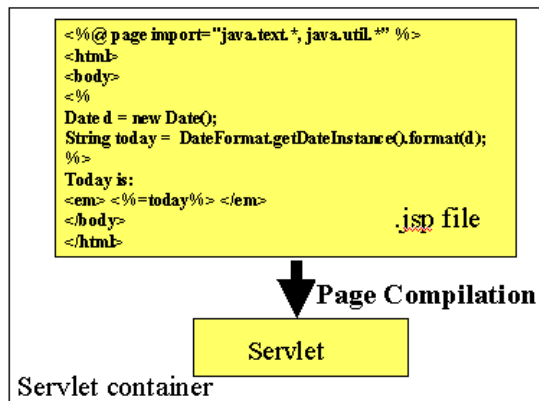 <%@ page import="java.text.*, java.util.*” %>
<html>
<body>
<%
Date d = new Date();
String today = DateFormat.getDateInstance().format(d);
%>
Today is:
<em> <%=today%> </em>
</body>
</html>
.jsp file
Page Compilation
Servlet
Servlet container